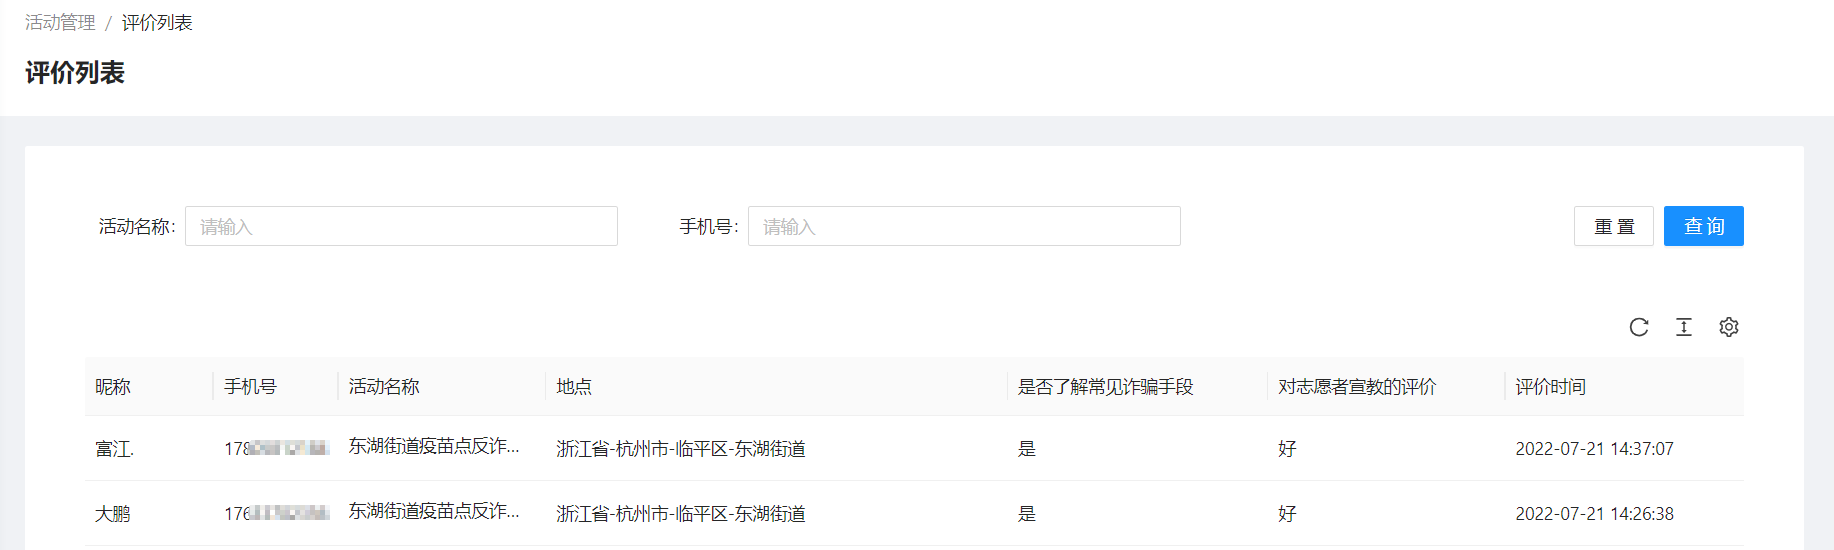 活动管理 / 评价列表
评价列表
活动名称: 请输入 手机号: 请输入 重 置 查 询
昵称 手机号 活动名称 地点 是否了解常见诈骗手段 对志愿者宣教的评价 评价时间
富江. 178 东湖街道疫苗点反诈... 浙江省-杭州市-临平区-东湖街道 是 好 2022-07-21 14:37:07
大鹏 176 东湖街道疫苗点反诈... 浙江省-杭州市-临平区-东湖街道 是 好 2022-07-21 14:26:38